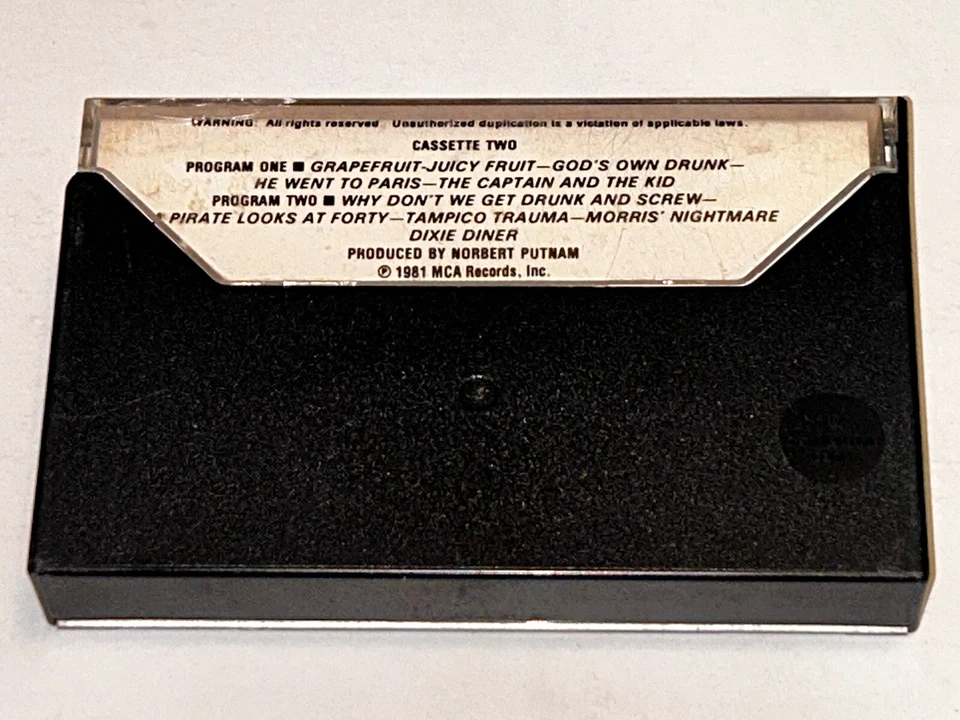 WARNING: All rights reserved. Unauthorized duplication is a violation of applicable laws.
CASSETTE TWO
PROGRAM ONE ■ GRAPEFRUIT-JUICY FRUIT—GOD'S OWN DRUNK—
HE WENT TO PARIS—THE CAPTAIN AND THE KID
PROGRAM TWO ■ WHY DON'T WE GET DRUNK AND SCREW—
A PIRATE LOOKS AT FORTY—TAMPICO TRAUMA—MORRIS' NIGHTMARE
DIXIE DINER
PRODUCED BY NORBERT PUTNAM
℗ 1981 MCA Records, Inc.